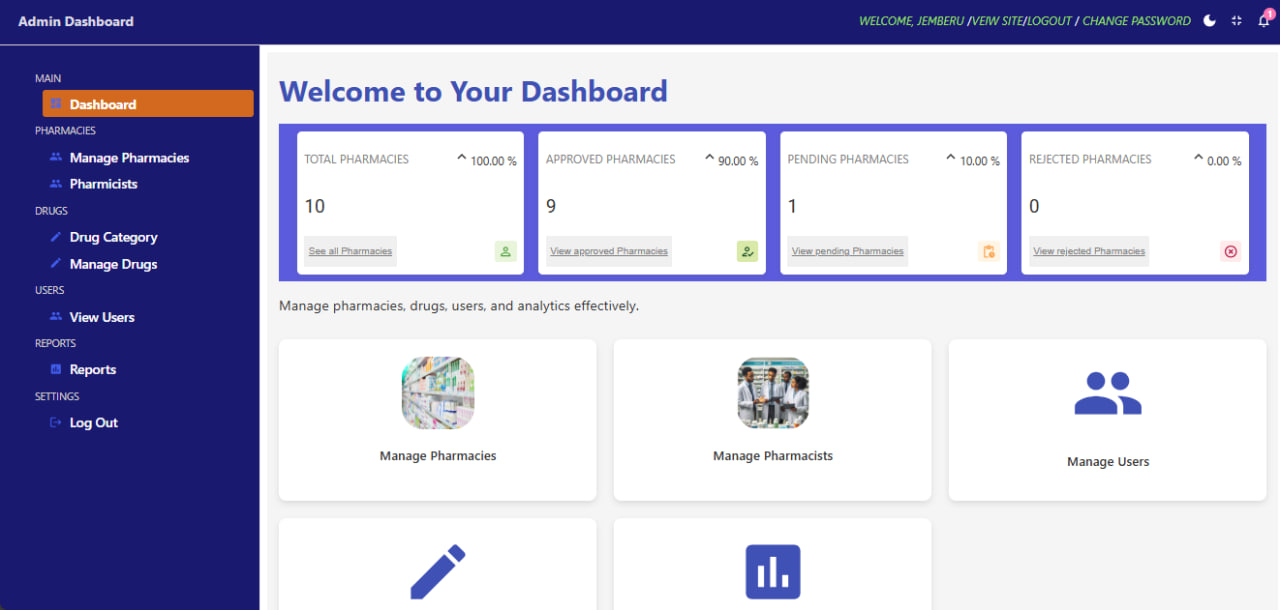 Admin Dashboard
WELCOME, JEMBERU /VEIW SITE/LOGOUT / CHANGE PASSWORD
1
MAIN
Dashboard
PHARMACIES
Manage Pharmacies
Pharmicists
DRUGS
Drug Category
Manage Drugs
USERS
View Users
REPORTS
Reports
SETTINGS
Log Out
Welcome to Your Dashboard
TOTAL PHARMACIES
100.00 %
10
See all Pharmacies
APPROVED PHARMACIES
90.00 %
9
View approved Pharmacies
PENDING PHARMACIES
10.00 %
1
View pending Pharmacies
REJECTED PHARMACIES
0.00 %
0
View rejected Pharmacies
Manage pharmacies, drugs, users, and analytics effectively.
Manage Pharmacies
Manage Pharmacists
Manage Users